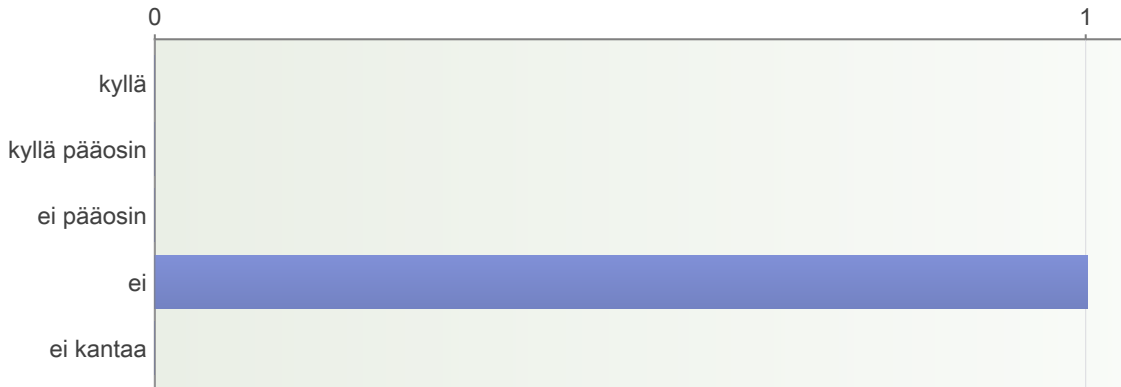 0 1
kyllä
kyllä pääosin
ei pääosin
ei
ei kantaa